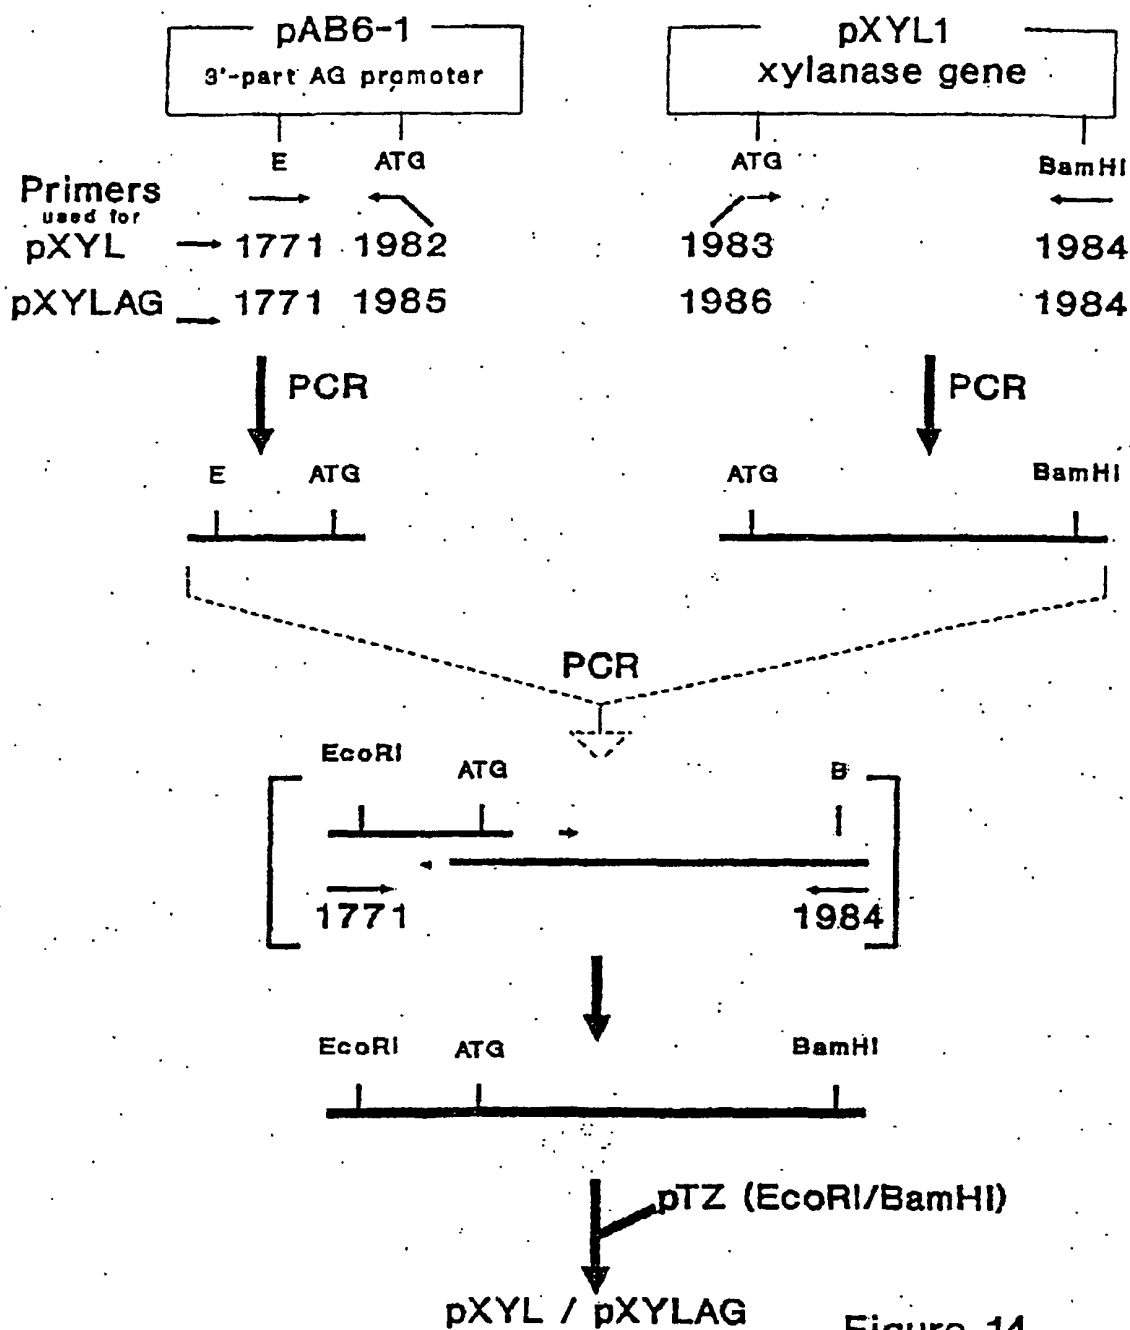 pAB6-1
3'-part AG promoter
pXYL1
xylanase gene
E ATG
ATG BamHI
Primers
used for
pXYL 1771 1982 1983 1984
pXYLAG 1771 1985 1986 1984
PCR PCR
E ATG ATG BamHI
PCR
EcoRI ATG B
1771 1984
EcoRI ATG BamHI
pTZ (EcoRI/BamHI)
pXYL / pXYLAG
Figure 14